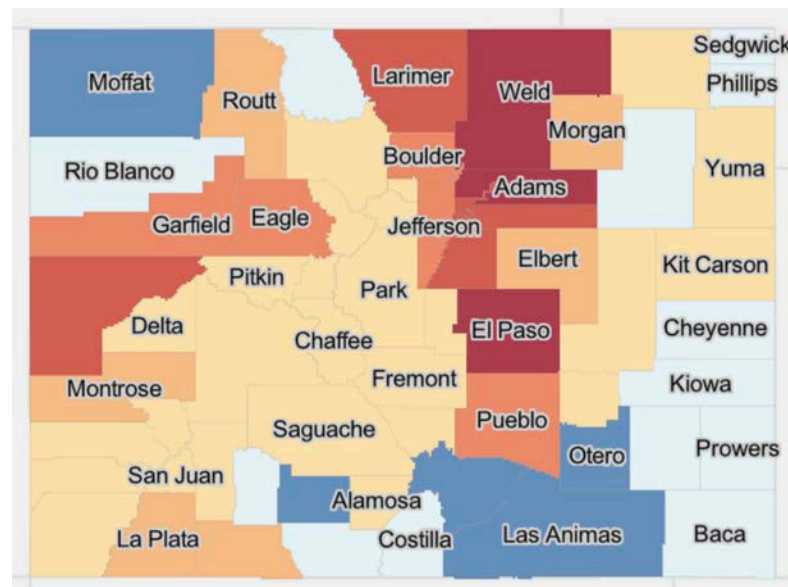 Sedgwick
Moffat
Larimer
Phillips
Routt
Weld
Morgan
Boulder
Rio Blanco
Yuma
Adams
Garfield
Eagle
Jefferson
Elbert
Kit Carson
Pitkin
Park
Delta
El Paso
Cheyenne
Chaffee
Fremont
Kiowa
Montrose
Pueblo
Saguache
Prowers
Otero
San Juan
Alamosa
La Plata
Costilla
Las Animas
Baca